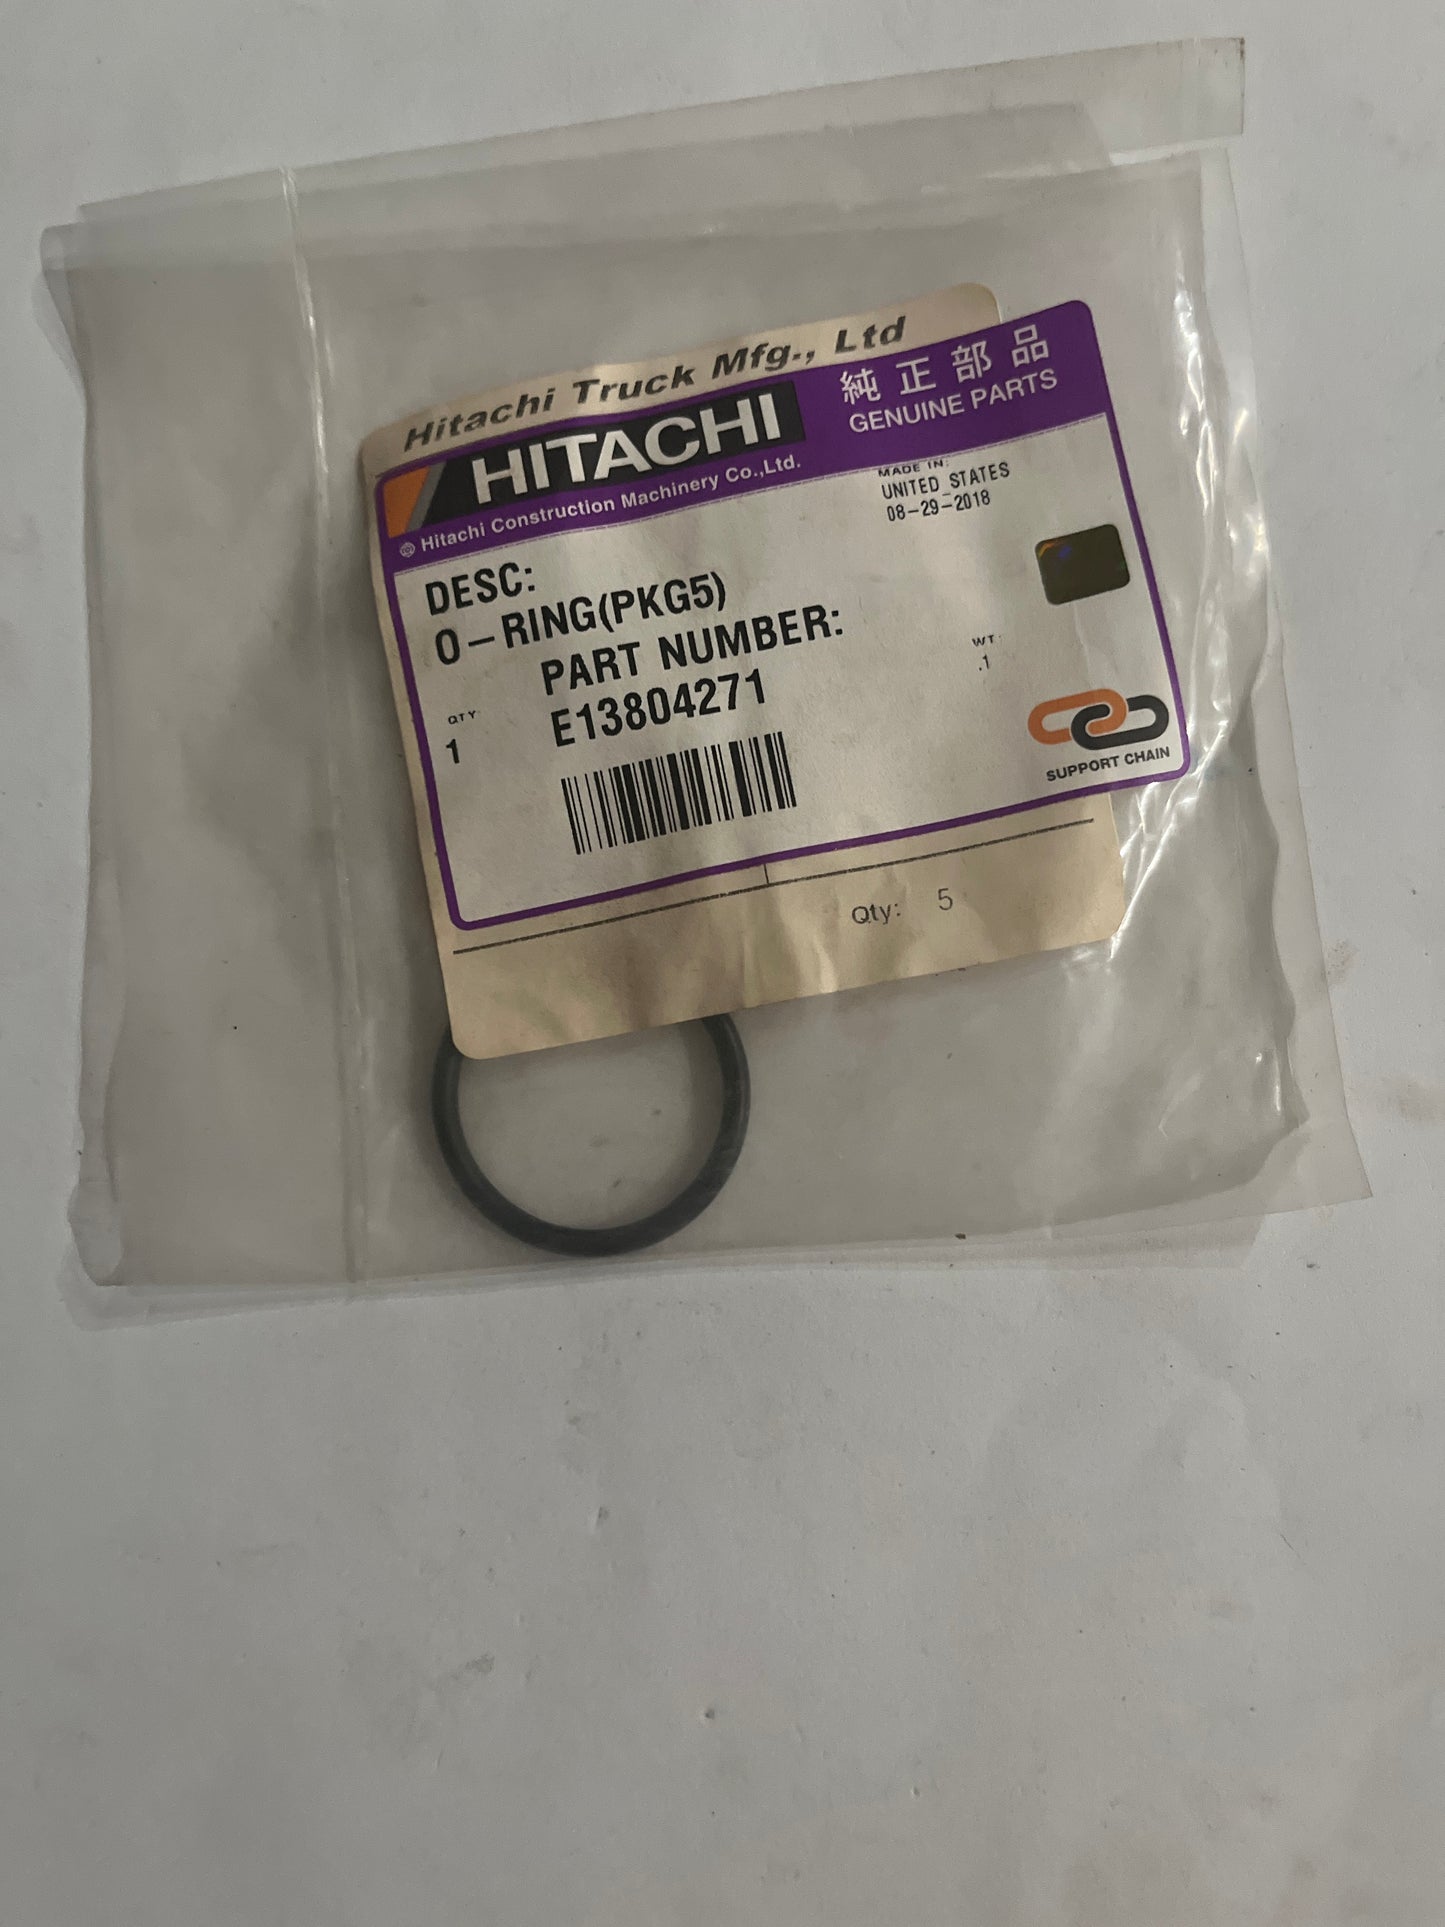 Hitachi Truck Mfg., Ltd
HITACHI
純正部品
GENUINE PARTS
Hitachi Construction Machinery Co.,Ltd.
MADE IN:
UNITED STATES
08-29-2018
DESC:
O-RING(PKG5)
PART NUMBER:
E13804271
QTY:
1
WT:
.1
SUPPORT CHAIN
Qty: 5